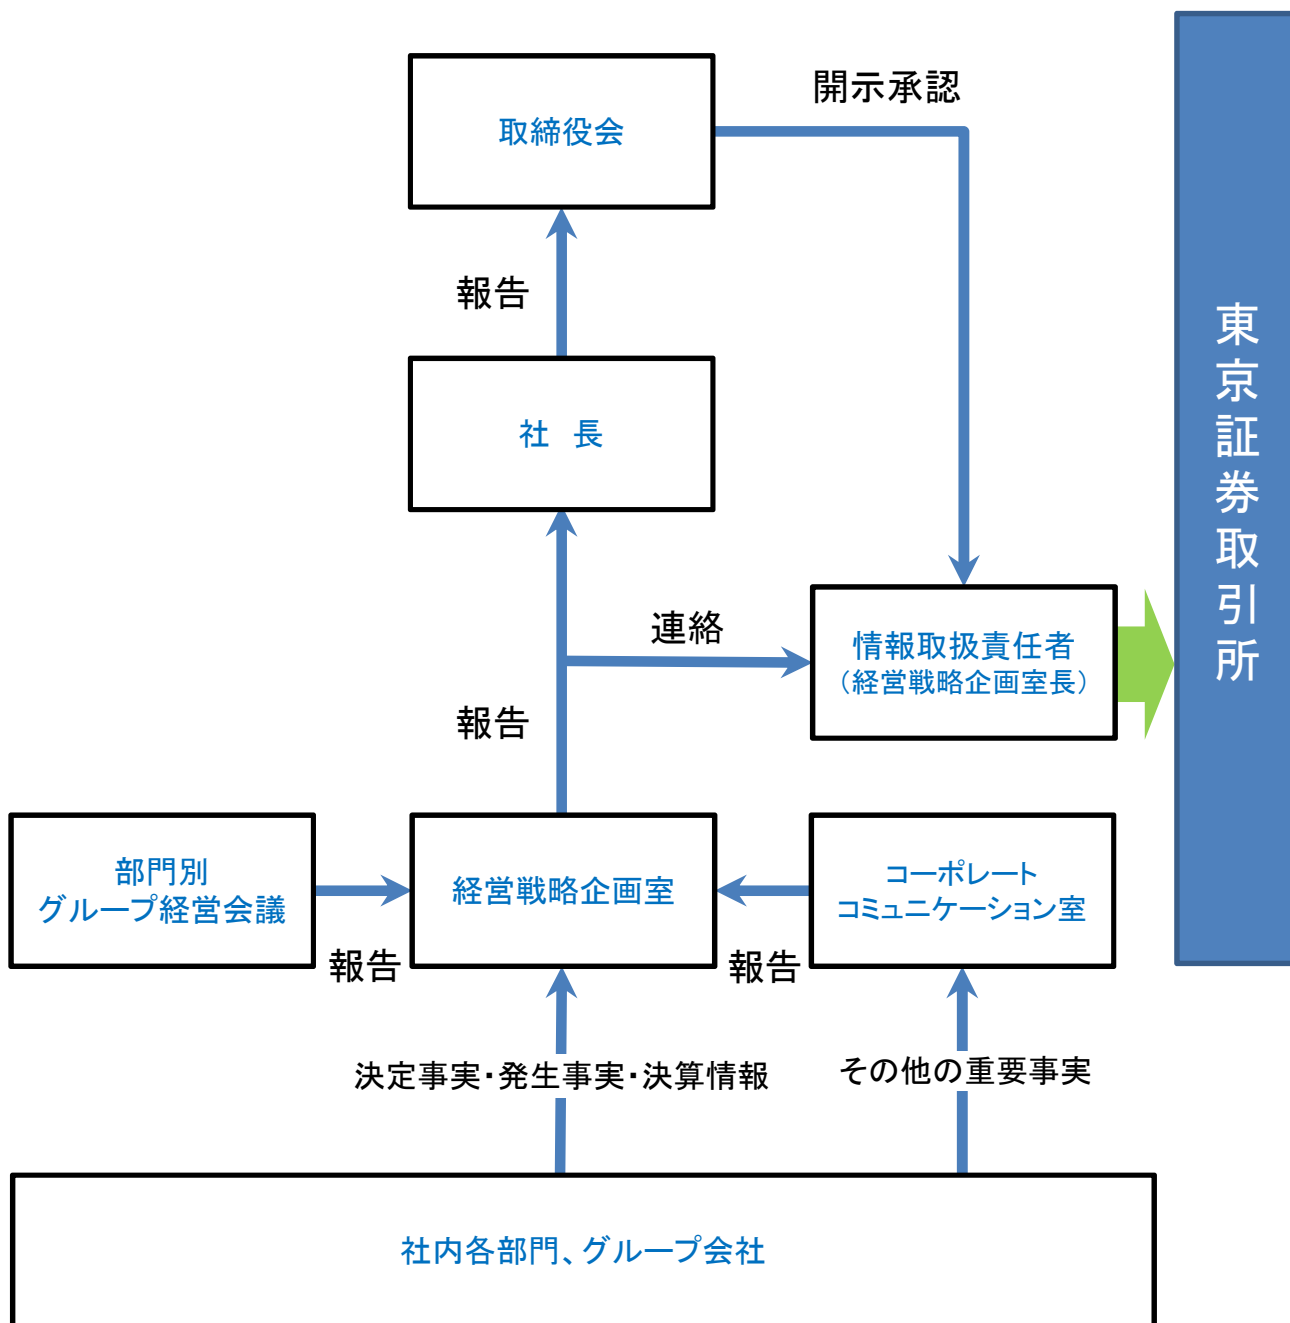 取締役会
開示承認
報告
社　長
東京証券取引所
連絡
情報取扱責任者
（経営戦略企画室長）
報告
部門別
グループ経営会議
経営戦略企画室
コーポレート
コミュニケーション室
報告
報告
決定事実・発生事実・決算情報
その他の重要事実
社内各部門、グループ会社